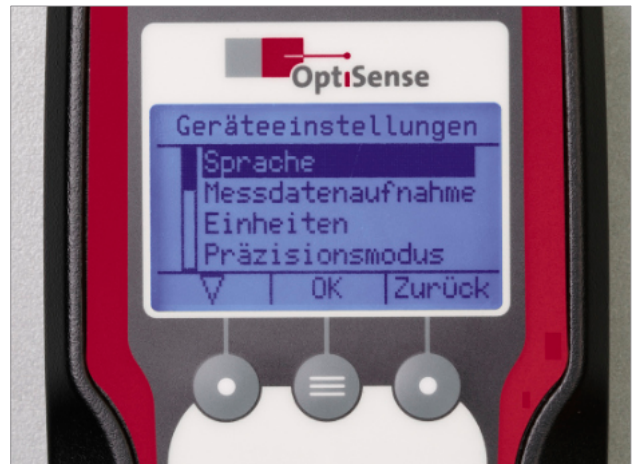 OptiSense
Geräteeinstellungen
Sprache
Messdatenaufnahme
Einheiten
Präzisionsmodus
OK Zurück